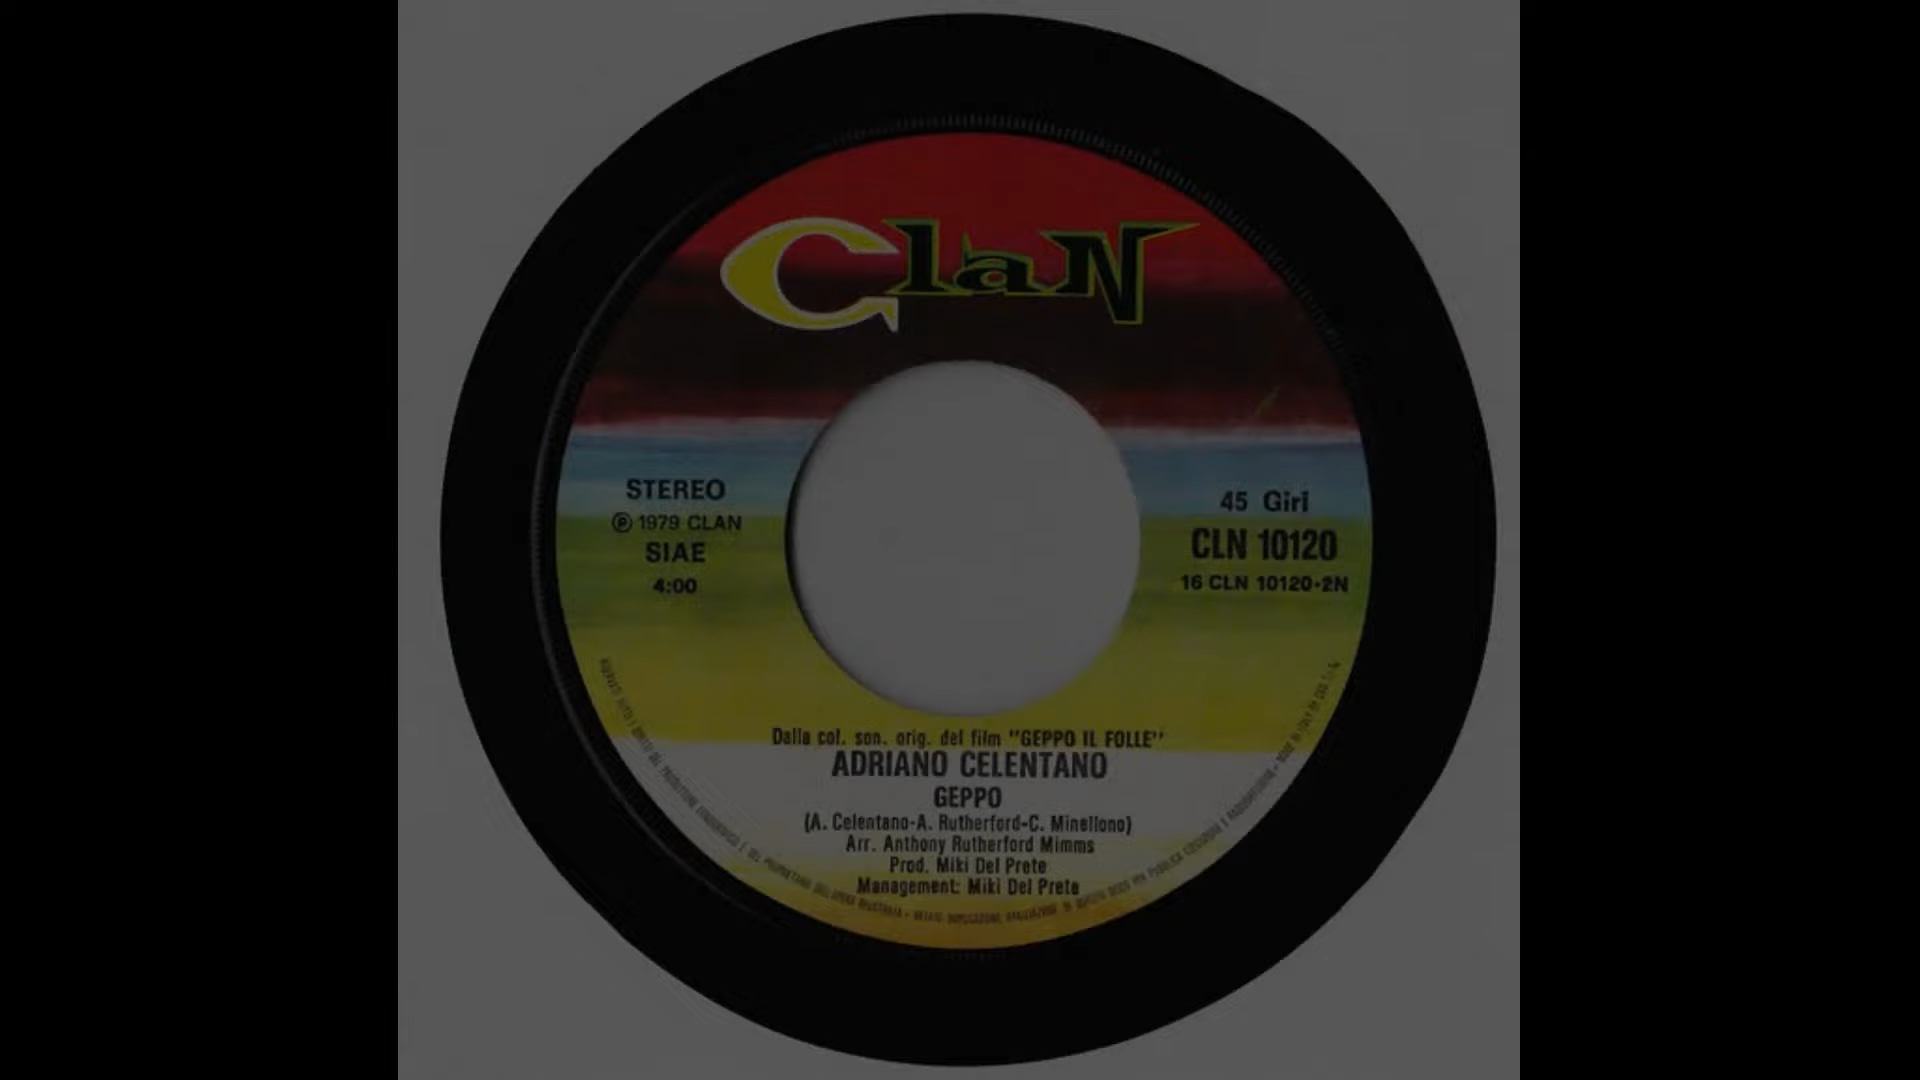 ClaN
STEREO
Ⓟ 1979 CLAN
SIAE
4:00
45 Giri
CLN 10120
16 CLN 10120-2N
Dalla col. son. orig. del film "GEPPO IL FOLLE"
ADRIANO CELENTANO
GEPPO
(A. Celentano-A. Rutherford-C. Minellono)
Arr. Anthony Rutherford Mimms
Prod. Miki Del Prete
Management: Miki Del Prete